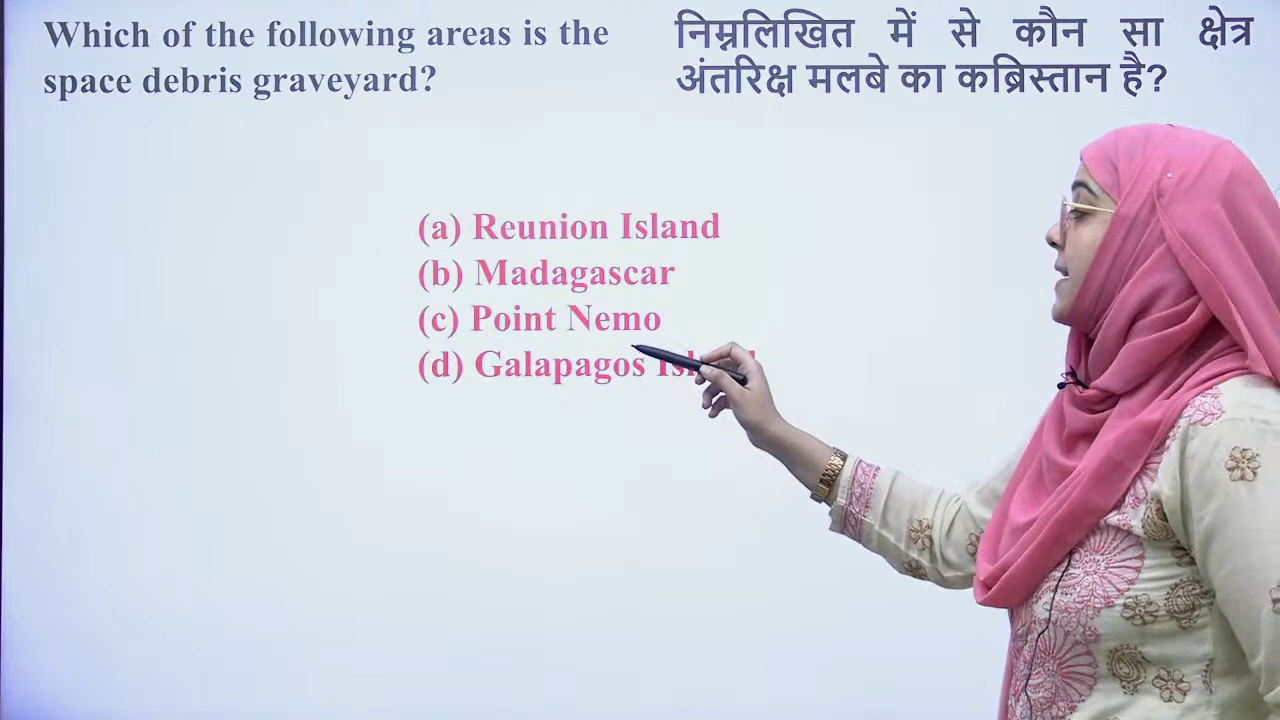 Which of the following areas is the
space debris graveyard?
निम्नलिखित में से कौन सा क्षेत्र
अंतरिक्ष मलबे का कब्रिस्तान है?
(a) Reunion Island
(b) Madagascar
(c) Point Nemo
(d) Galapagos